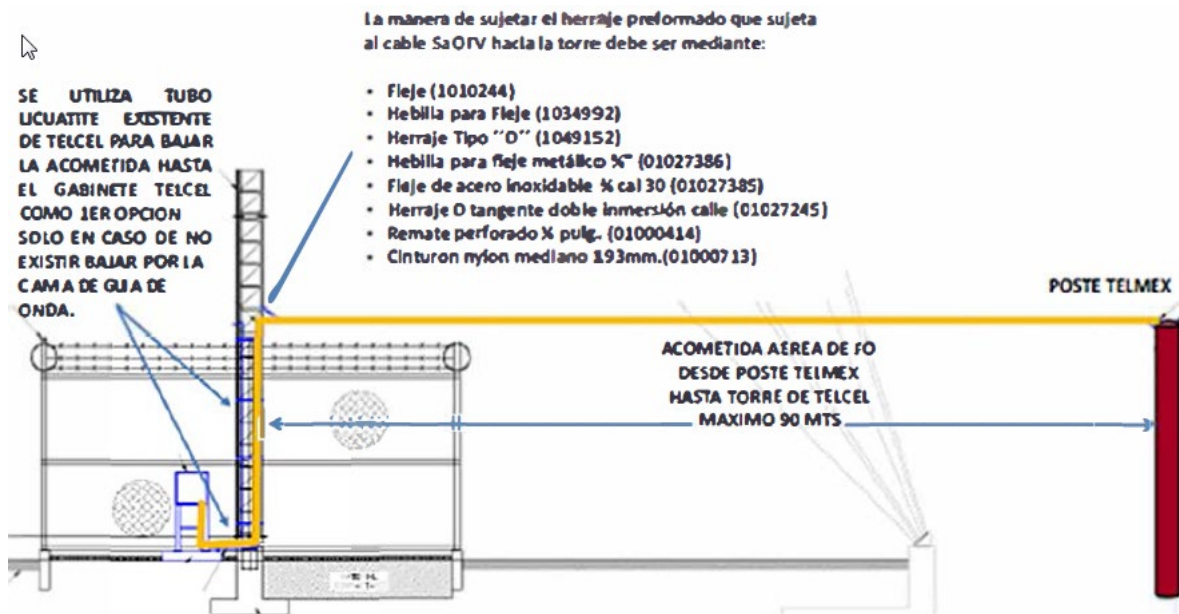 La manera de sujetar el herraje preformado que sujeta
al cable SaOTV hacia la torre debe ser mediante:
• Fleje (1010244)
• Hebilla para Fleje (1034992)
• Herraje Tipo "D" (1049152)
• Hebilla para fleje metálico ¾" (01027386)
• Fleje de acero inoxidable ¾ cal 30 (01027385)
• Herraje D tangente doble inmersión calle (01027245)
• Remate perforado ¾ pulg. (01000414)
• Cinturon nylon mediano 193mm.(01000713)
SE UTILIZA TUBO
LICUATITE EXISTENTE
DE TELCEL PARA BAJAR
LA ACOMETIDA HASTA
EL GABINETE TELCEL
COMO 1ER OPCION
SOLO EN CASO DE NO
EXISTIR BAJAR POR LA
CAMA DE GUIA DE
ONDA.
POSTE TELMEX
ACOMETIDA AEREA DE FO
DESDE POSTE TELMEX
HASTA TORRE DE TELCEL
MAXIMO 90 MTS